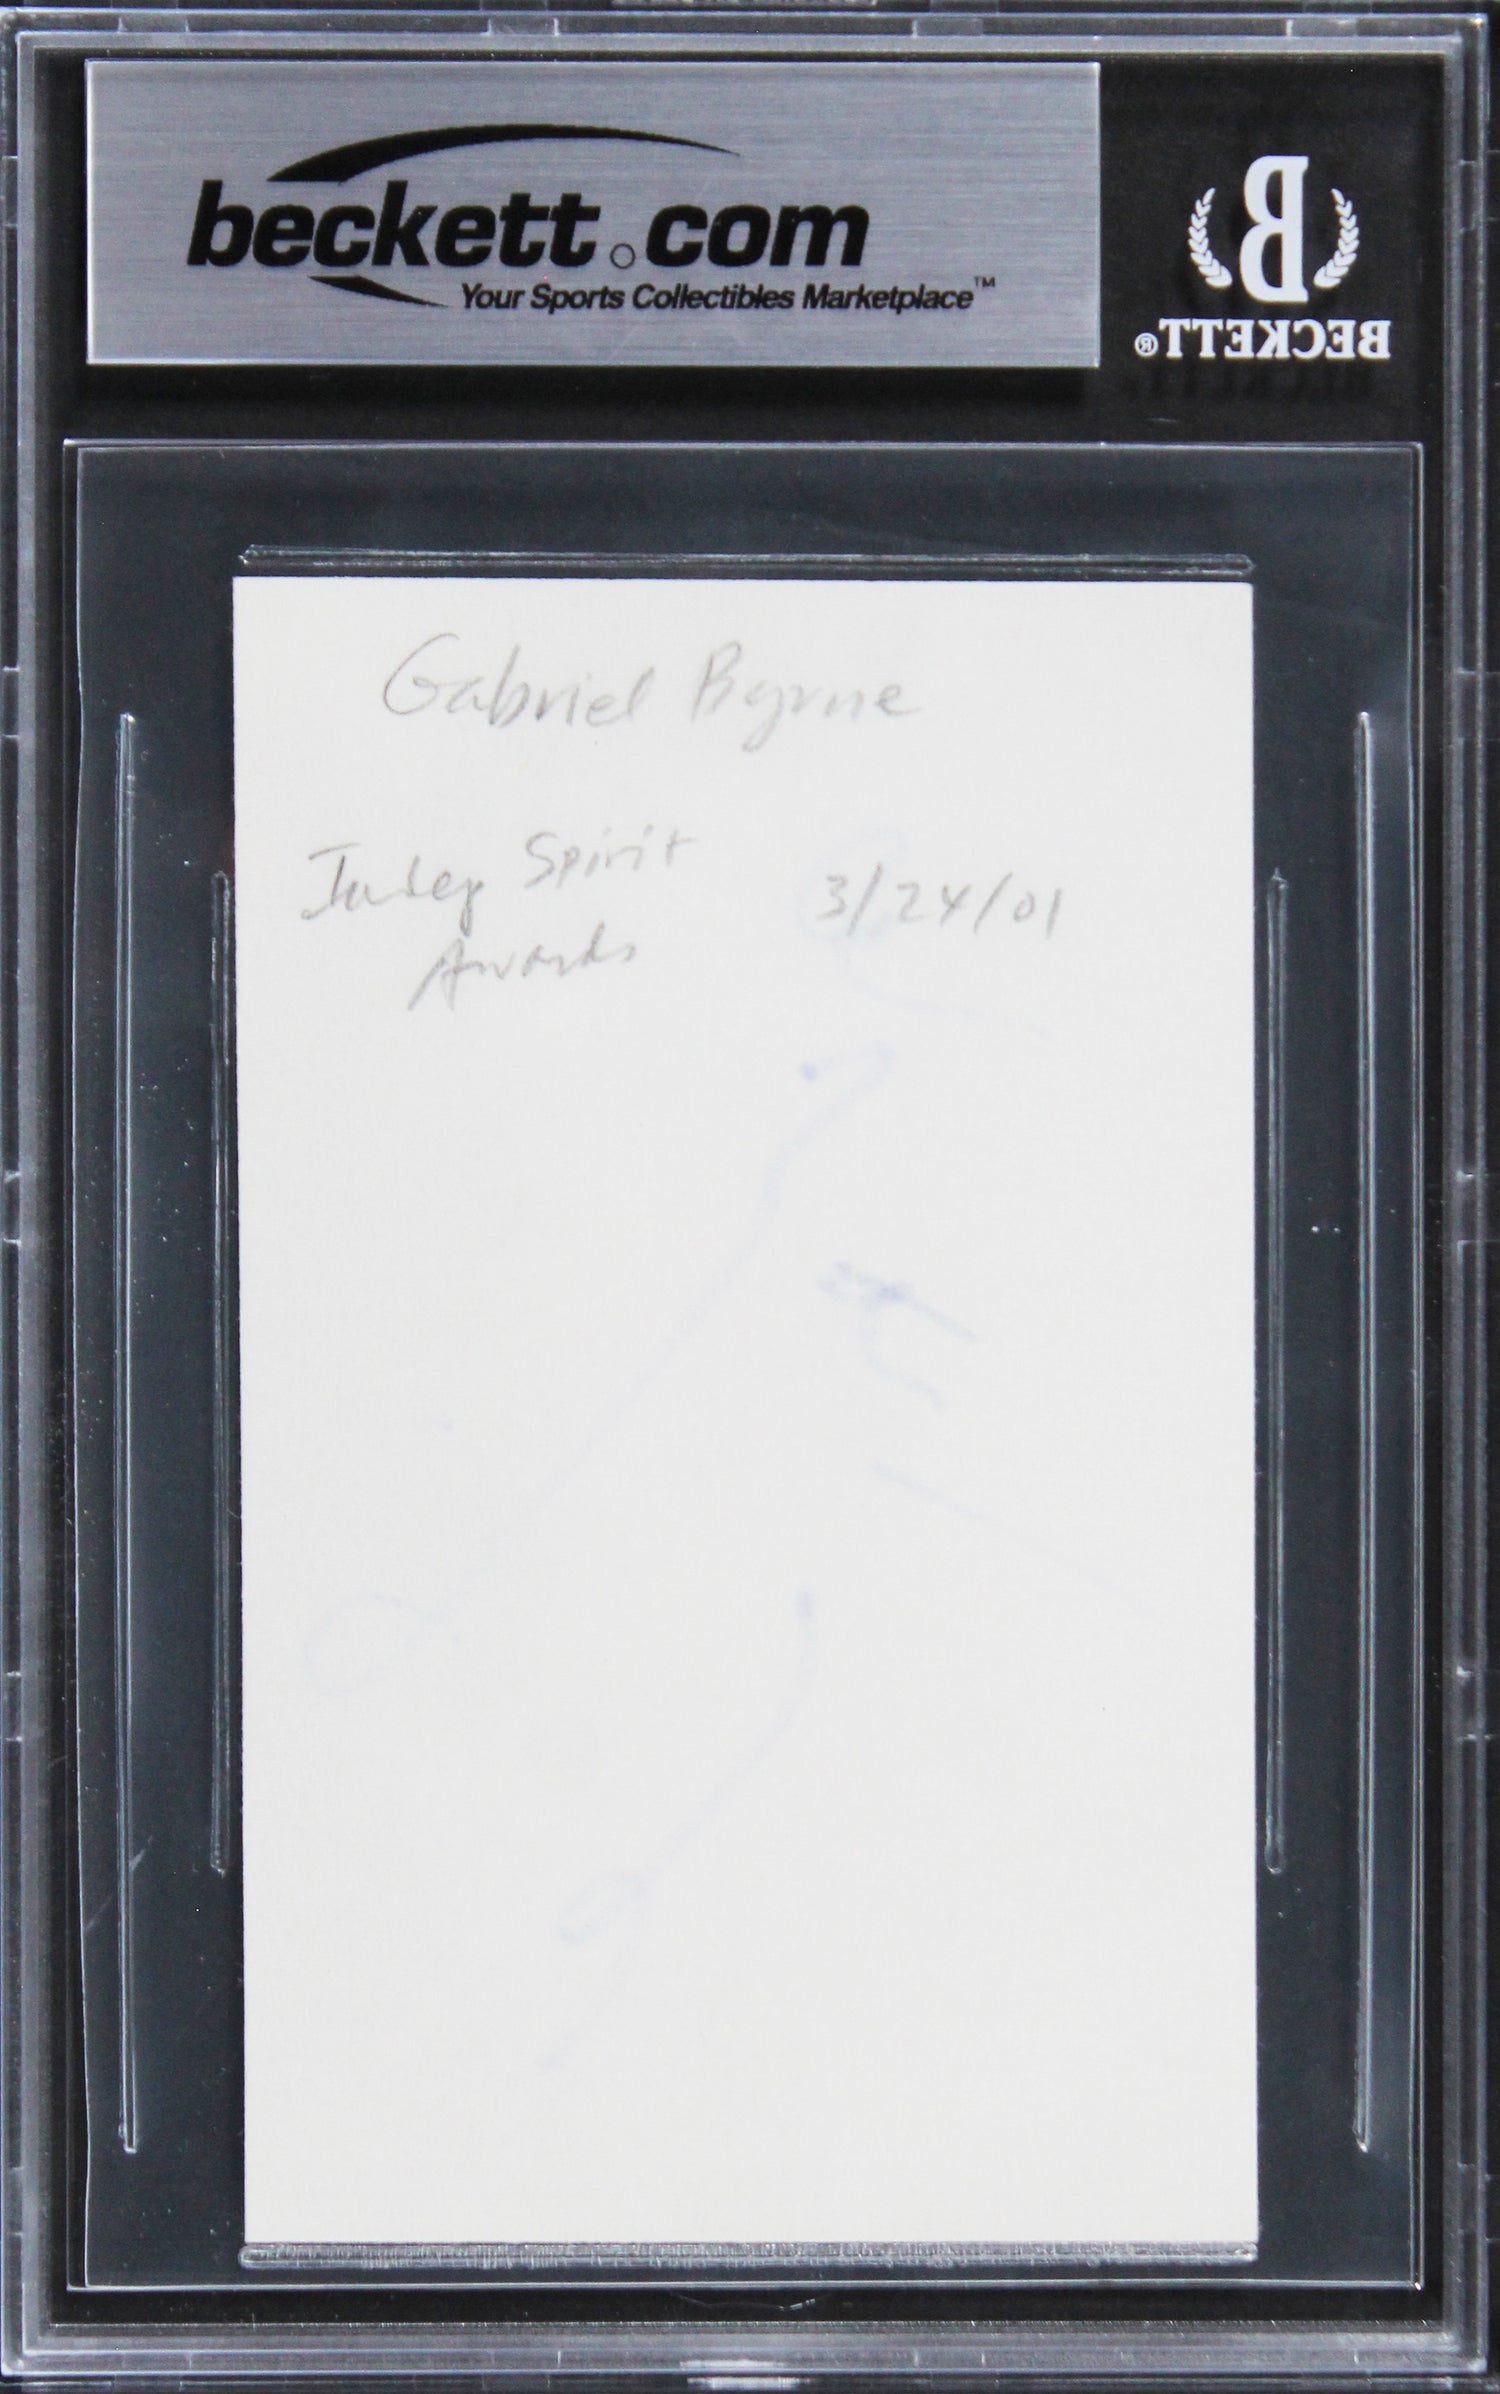 beckett.com
Your Sports Collectibles Marketplace™
B
BECKETT®
Gabriel Byrne
Indep Spirit
Awards
3/24/01